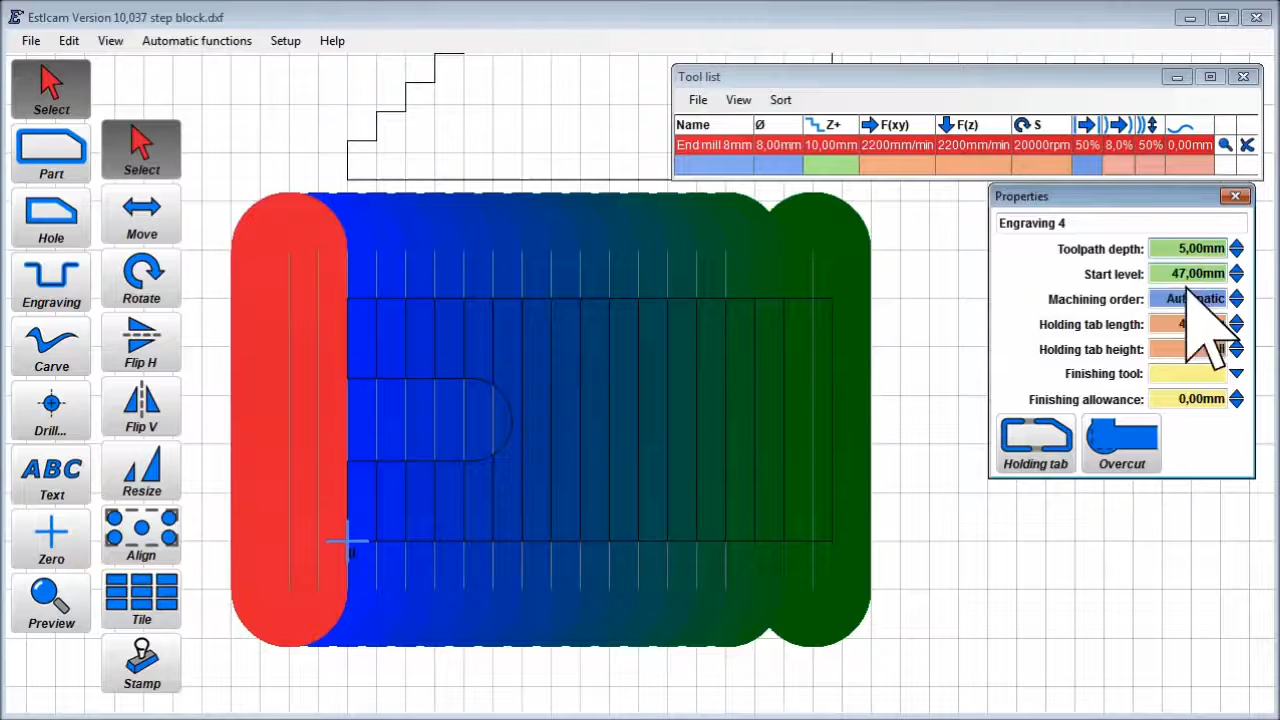 Estlcam Version 10,037 step block.dxf
File Edit View Automatic functions Setup Help
Select
Part
Hole
Engraving
Carve
Drill...
ABC
Text
Zero
Preview
Select
Move
Rotate
Flip H
Flip V
Resize
Align
Tile
Stamp
0
Tool list
File View Sort
Name Ø Z+ F(xy) F(z) S
End mill 8mm 8,00mm 10,00mm 2200mm/min 2200mm/min 20000rpm 50% 8,0% 50% 0,00mm
Properties
Engraving 4
Toolpath depth: 5,00mm
Start level: 47,00mm
Machining order:
Holding tab length:
Holding tab height:
Finishing tool:
Finishing allowance: 0,00mm
Holding tab
Overcut